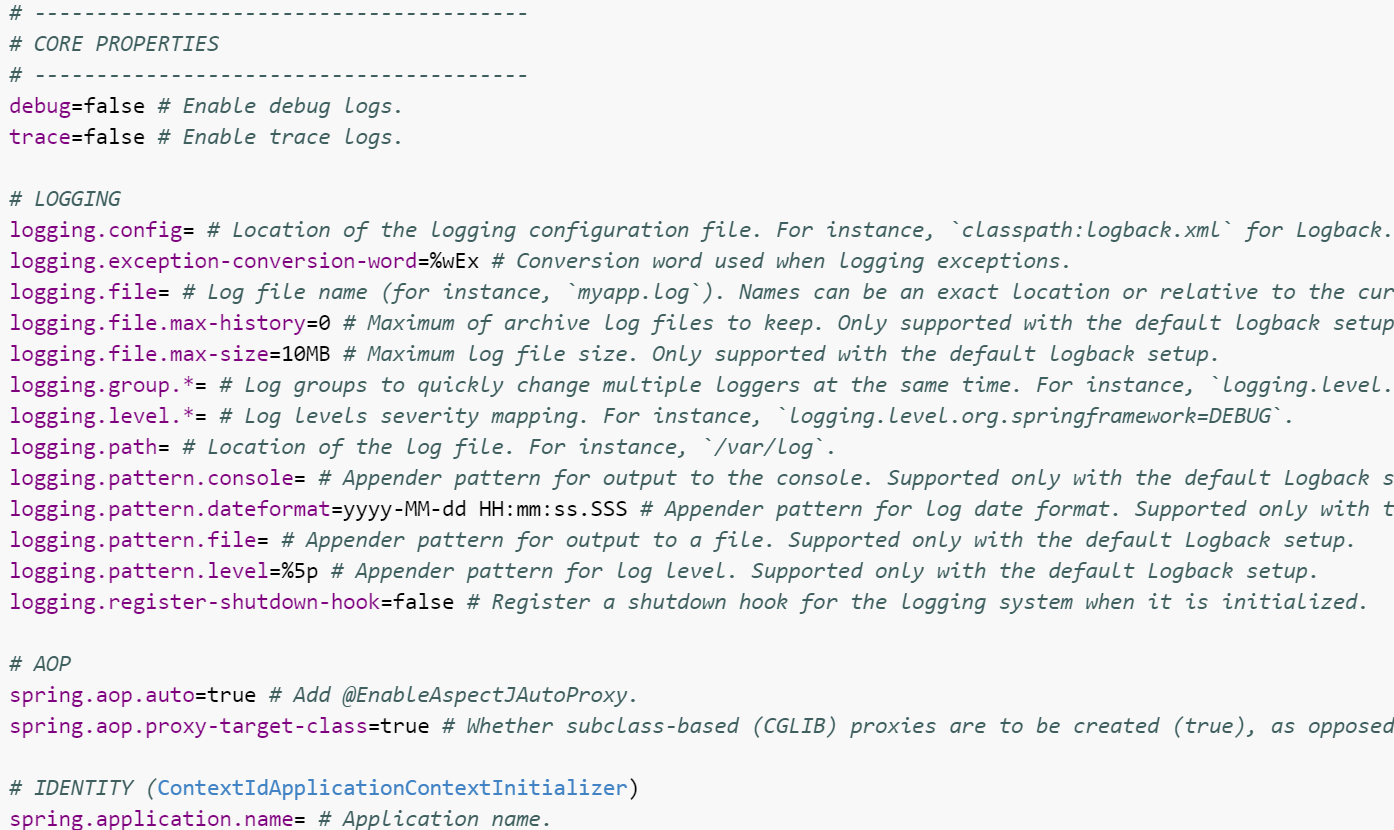 # ----------------------------------------
# CORE PROPERTIES
# ----------------------------------------
debug=false # Enable debug logs.
trace=false # Enable trace logs.

# LOGGING
logging.config= # Location of the logging configuration file. For instance, `classpath:logback.xml` for Logback.
logging.exception-conversion-word=%wEx # Conversion word used when logging exceptions.
logging.file= # Log file name (for instance, `myapp.log`). Names can be an exact location or relative to the cur
logging.file.max-history=0 # Maximum of archive log files to keep. Only supported with the default logback setup
logging.file.max-size=10MB # Maximum log file size. Only supported with the default logback setup.
logging.group.*= # Log groups to quickly change multiple loggers at the same time. For instance, `logging.level.
logging.level.*= # Log levels severity mapping. For instance, `logging.level.org.springframework=DEBUG`.
logging.path= # Location of the log file. For instance, `/var/log`.
logging.pattern.console= # Appender pattern for output to the console. Supported only with the default Logback s
logging.pattern.dateformat=yyyy-MM-dd HH:mm:ss.SSS # Appender pattern for log date format. Supported only with t
logging.pattern.file= # Appender pattern for output to a file. Supported only with the default Logback setup.
logging.pattern.level=%5p # Appender pattern for log level. Supported only with the default Logback setup.
logging.register-shutdown-hook=false # Register a shutdown hook for the logging system when it is initialized.

# AOP
spring.aop.auto=true # Add @EnableAspectJAutoProxy.
spring.aop.proxy-target-class=true # Whether subclass-based (CGLIB) proxies are to be created (true), as opposed

# IDENTITY (ContextIdApplicationContextInitializer)
spring.application.name= # Application name.